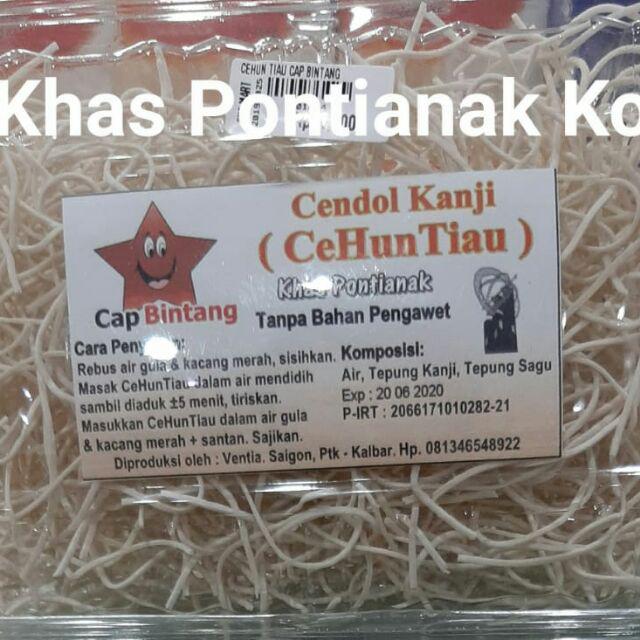 CEHUN TIAU CAP BINTANG
Khas Pontianak Ko
Cendol Kanji
( CeHunTiau )
Khas Pontianak
Cap Bintang
Tanpa Bahan Pengawet
Rebus air gula & kacang merah, sisihkan.
Masak CeHunTiau dalam air mendidih
sambil diaduk ±5 menit, tiriskan.
Masukkan CeHunTiau dalam air gula
& kacang merah + santan. Sajikan.
Komposisi:
Air, Tepung Kanji, Tepung Sagu
Exp : 20 06 2020
P-IRT : 2066171010282-21
Diproduksi oleh : Ventia. Saigon, Ptk - Kalbar. Hp. 081346548922